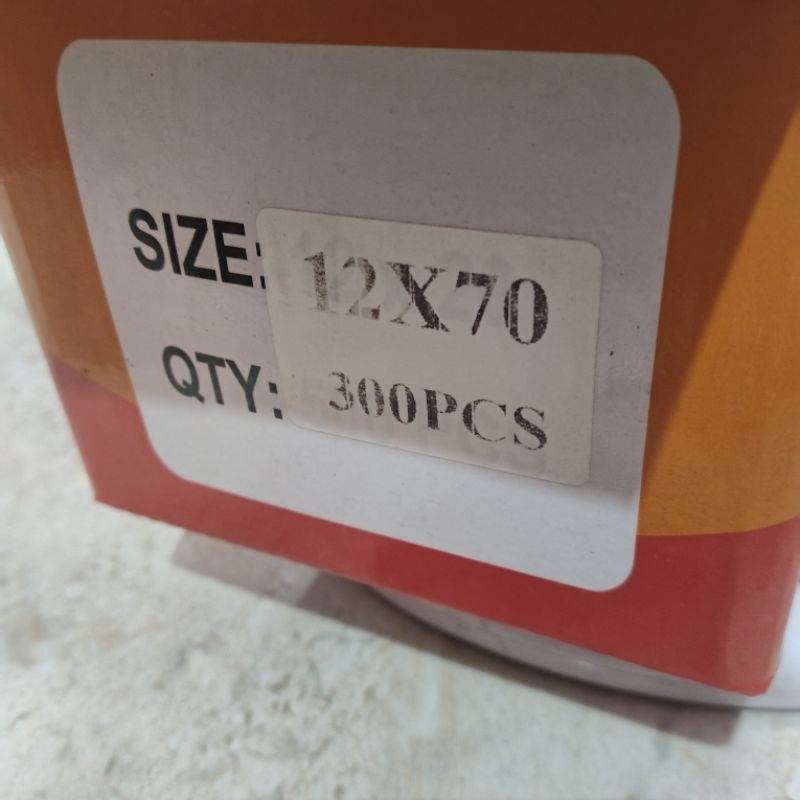 SIZE: 12X70
QTY: 300PCS